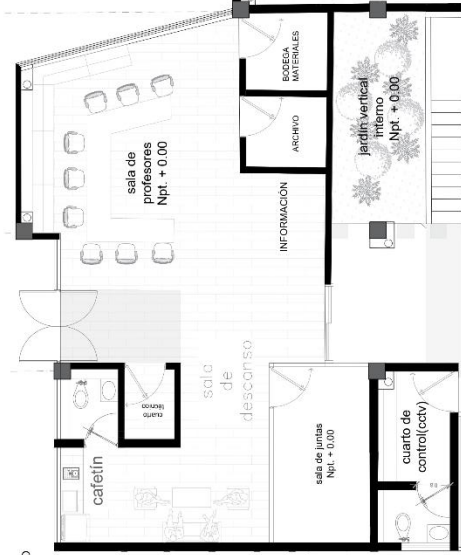 BODEGA
MATERIALES
ARCHIVO
jardin vertical
interno
Npt. + 0.00
sala de
profesores
Npt. + 0.00
INFORMACIÓN
sala
de
descanso
cuarto
técnico
cafetín
sala de juntas
Npt. + 0.00
cuarto de
control(cctv)